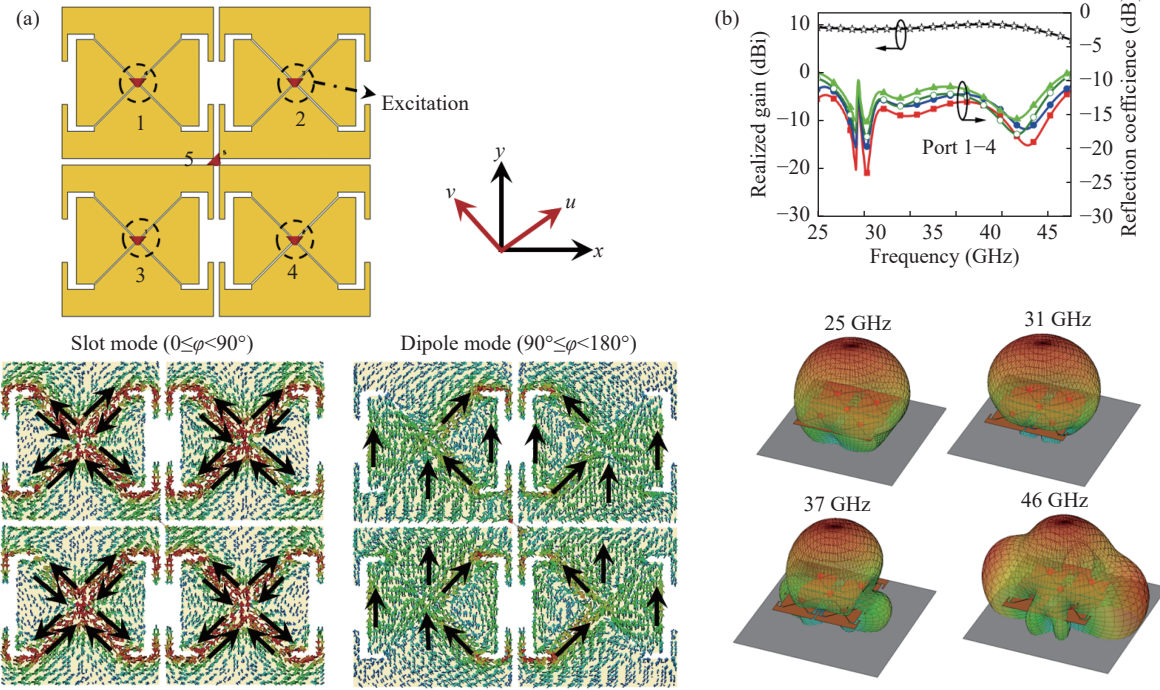 (a)
1
2
Excitation
5
3
4
y
v
u
x
Slot mode (0≤φ<90°)
Dipole mode (90°≤φ<180°)
(b)
Realized gain (dBi)
10
0
−10
−20
−30
Port 1−4
25
30
35
40
45
Frequency (GHz)
0
−5
−10
−15
−20
−25
−30
Reflection coefficience (dB)
25 GHz
31 GHz
37 GHz
46 GHz